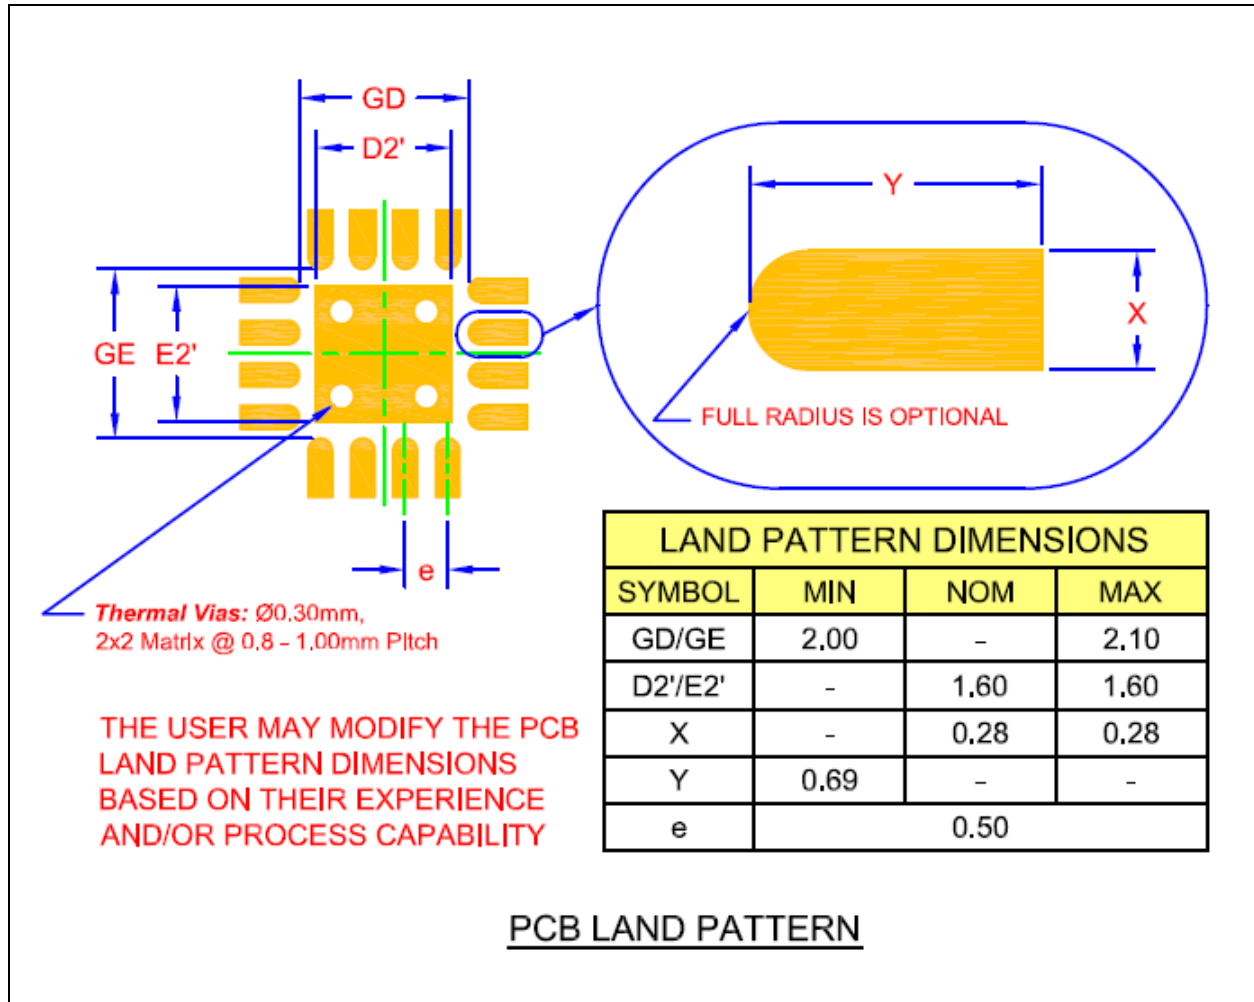 GD
D2'
GE E2'
e
Y
X
FULL RADIUS IS OPTIONAL
Thermal Vias: Ø0.30mm,
2x2 Matrix @ 0.8 – 1.00mm Pitch
THE USER MAY MODIFY THE PCB
LAND PATTERN DIMENSIONS
BASED ON THEIR EXPERIENCE
AND/OR PROCESS CAPABILITY
LAND PATTERN DIMENSIONS
SYMBOL MIN NOM MAX
GD/GE 2.00 - 2.10
D2'/E2' - 1.60 1.60
X - 0.28 0.28
Y 0.69 - -
e 0.50
PCB LAND PATTERN